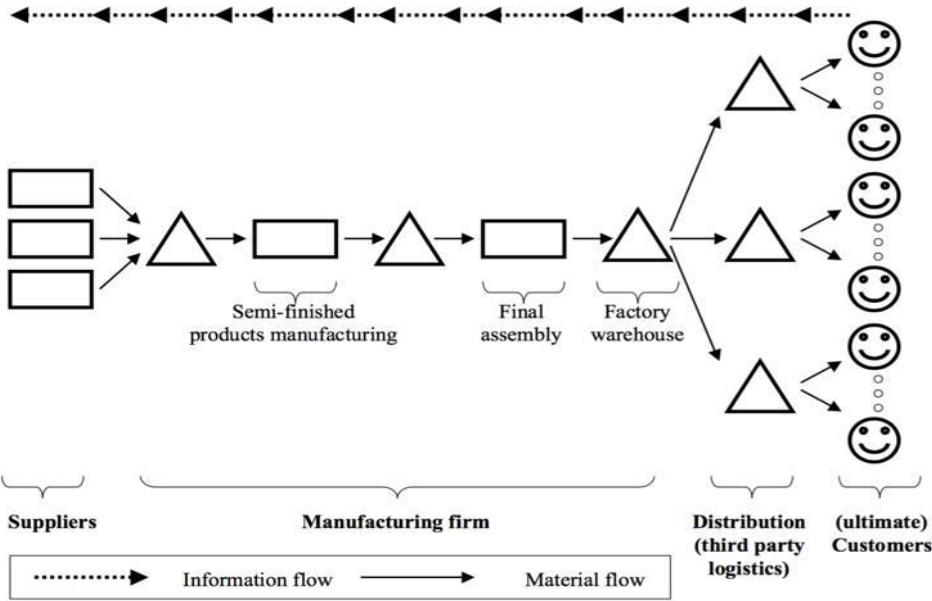 Semi-finished
products manufacturing
Final
assembly
Factory
warehouse
Suppliers
Manufacturing firm
Distribution
(third party
logistics)
(ultimate)
Customers
Information flow
Material flow